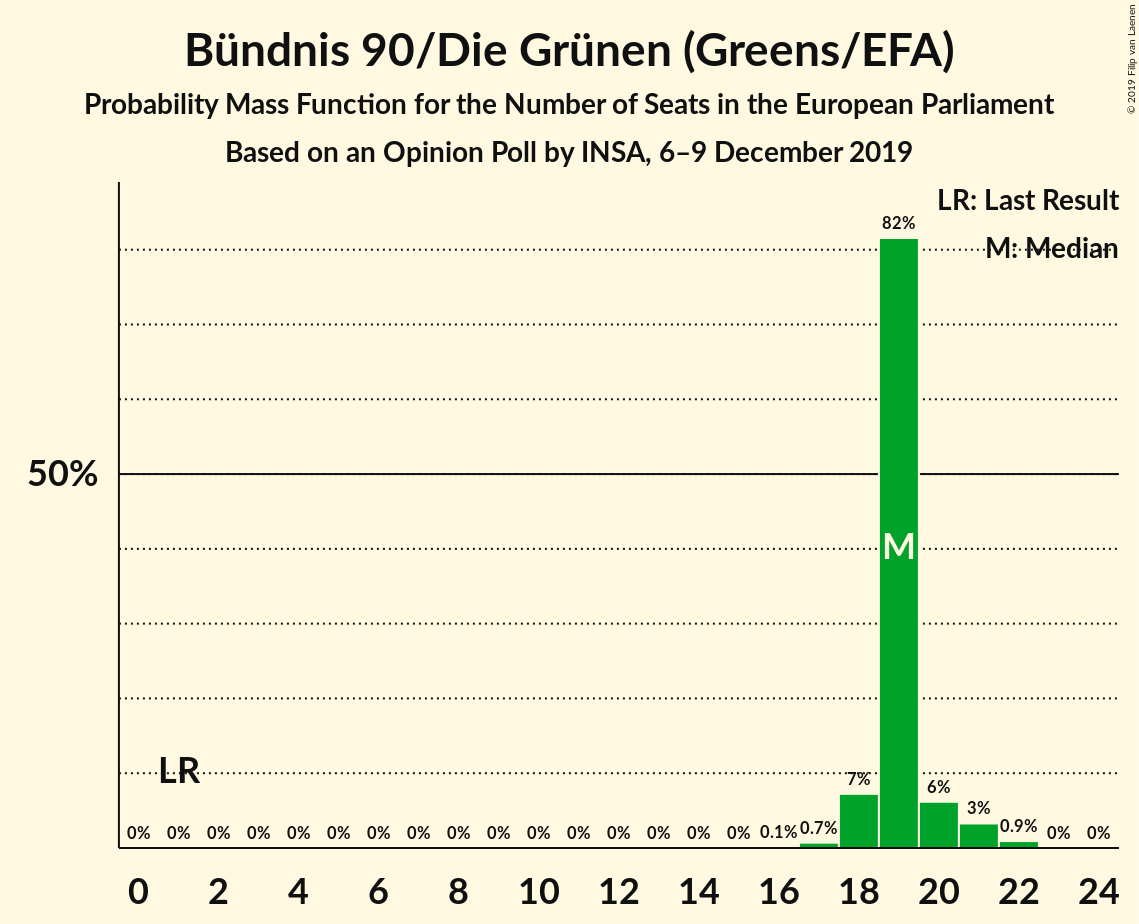 Bündnis 90/Die Grünen (Greens/EFA)
Probability Mass Function for the Number of Seats in the European Parliament
Based on an Opinion Poll by INSA, 6–9 December 2019
© 2019 Filip van Laenen
LR: Last Result
M: Median
82%
50%
M
LR
7%
6%
3%
0% 0% 0% 0% 0% 0% 0% 0% 0% 0% 0% 0% 0% 0% 0% 0% 0.1% 0.7% 0.9% 0% 0%
0 2 4 6 8 10 12 14 16 18 20 22 24